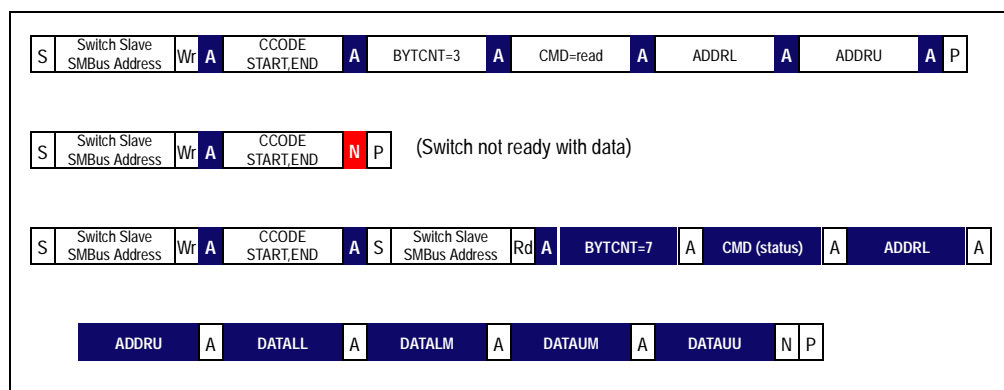 S Switch Slave SMBus Address Wr A CCODE START,END A BYTCNT=3 A CMD=read A ADDRL A ADDRU A P
S Switch Slave SMBus Address Wr A CCODE START,END N P (Switch not ready with data)
S Switch Slave SMBus Address Wr A CCODE START,END A S Switch Slave SMBus Address Rd A BYTCNT=7 A CMD (status) A ADDRL A
ADDRU A DATALL A DATALM A DATAUM A DATAUU N P